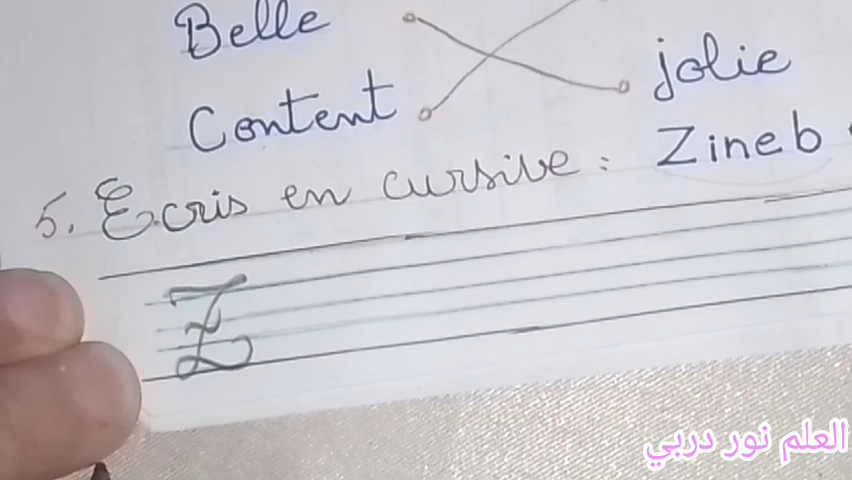 Belle
jolie
Content
5. Ecris en cursive : Zineb
Z
العلم نور دربي